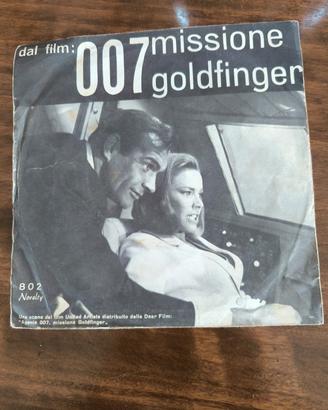 dal film: 007 missione
goldfinger
802
Novelty
Una scena del film United Artists distribuito dalla Dear Film:
"Agente 007, missione Goldfinger„